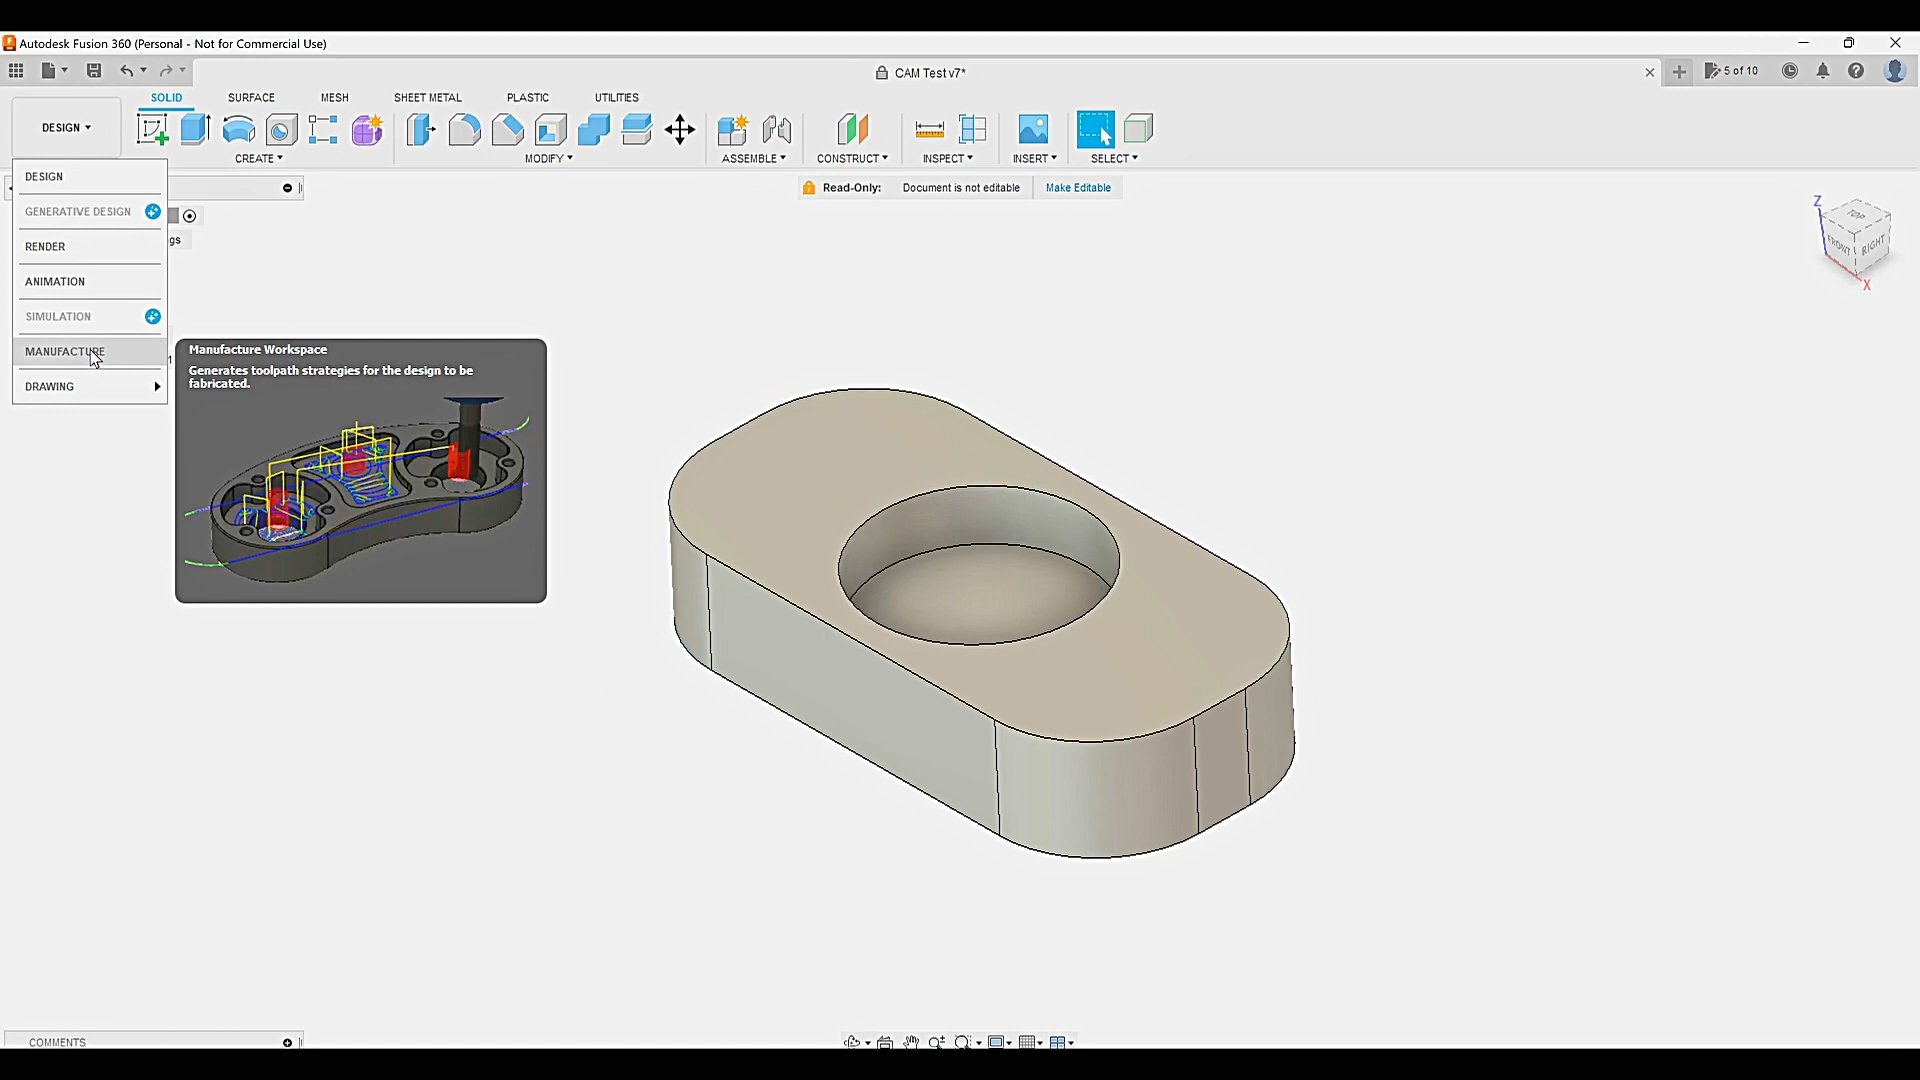 Autodesk Fusion 360 (Personal - Not for Commercial Use)
CAM Test v7*
5 of 10
DESIGN
SOLID
SURFACE
MESH
SHEET METAL
PLASTIC
UTILITIES
CREATE
MODIFY
ASSEMBLE
CONSTRUCT
INSPECT
INSERT
SELECT
Read-Only: Document is not editable Make Editable
DESIGN
GENERATIVE DESIGN
RENDER
ANIMATION
SIMULATION
MANUFACTURE
DRAWING
gs
1
Manufacture Workspace
Generates toolpath strategies for the design to be
fabricated.
Z
TOP
FRONT
RIGHT
X
COMMENTS